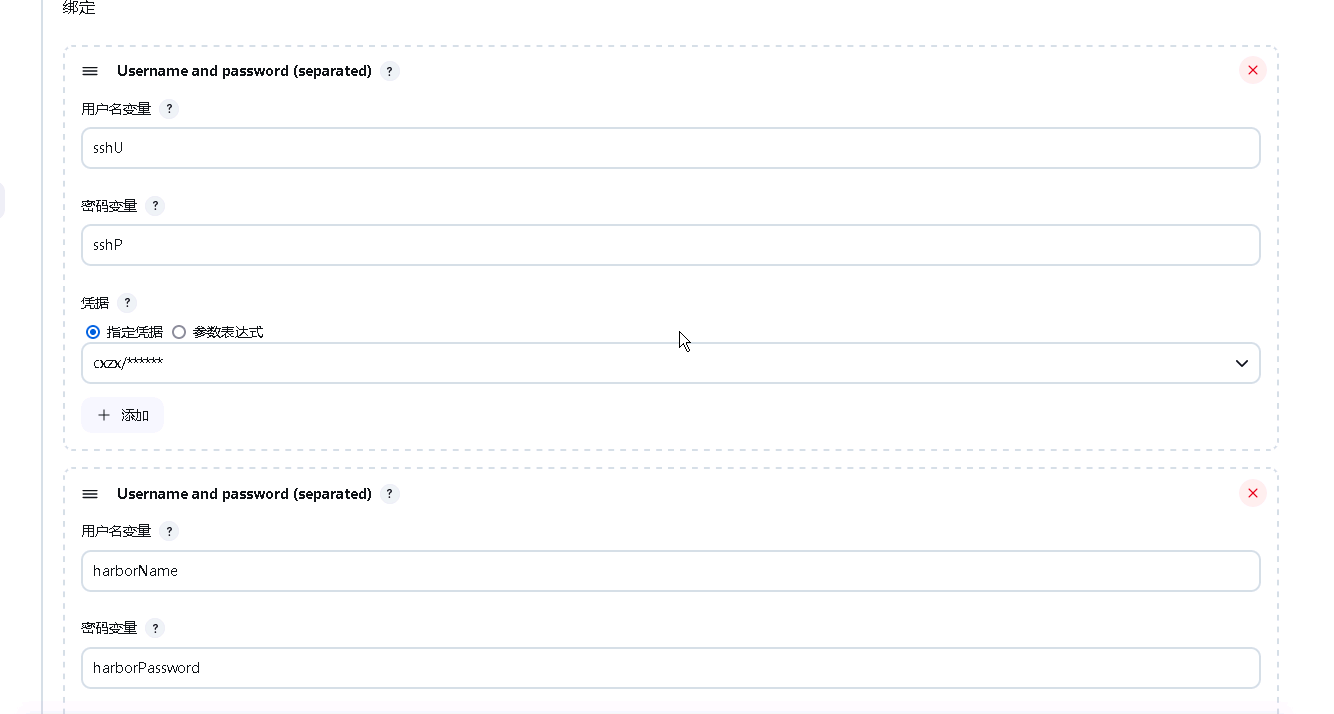 绑定
Username and password (separated) ?
用户名变量 ?
sshU
密码变量 ?
sshP
凭据 ?
指定凭据 参数表达式
cxzx/******
添加
Username and password (separated) ?
用户名变量 ?
harborName
密码变量 ?
harborPassword